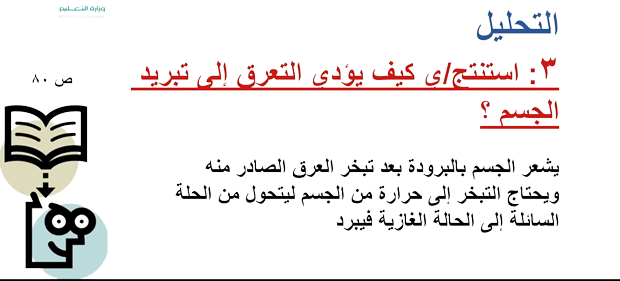 وزارة التعليم
التحليل
٣: استنتج/ي كيف يؤدي التعرق إلى تبريد
الجسم ؟
ص ٨٠
يشعر الجسم بالبرودة بعد تبخر العرق الصادر منه
ويحتاج التبخر إلى حرارة من الجسم ليتحول من الحلة
السائلة إلى الحالة الغازية فيبرد